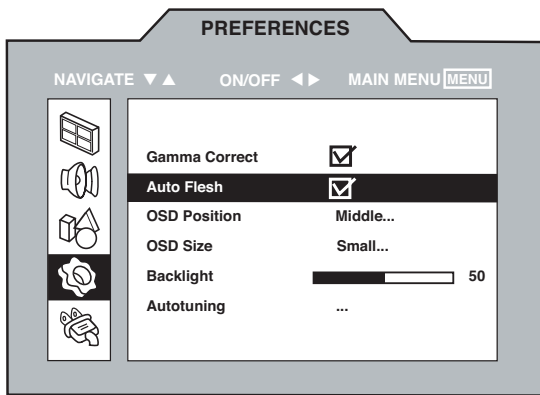 PREFERENCES
NAVIGATE ▼▲ ON/OFF ◄► MAIN MENU MENU
Gamma Correct
Auto Flesh
OSD Position Middle...
OSD Size Small...
Backlight 50
Autotuning ...